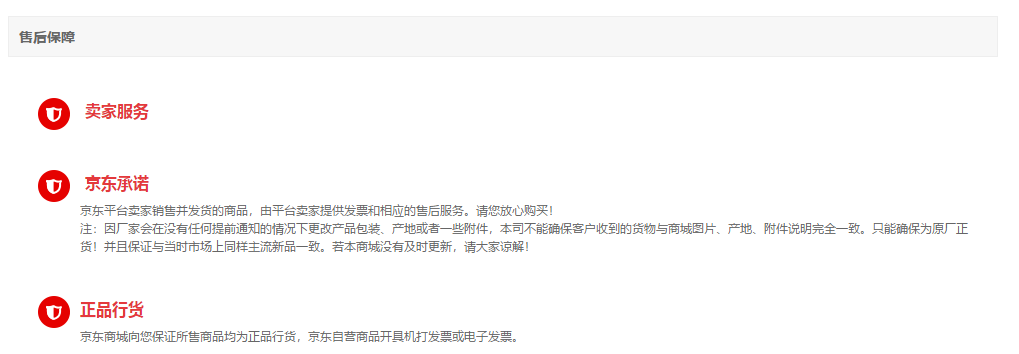 售后保障
卖家服务
京东承诺
京东平台卖家销售并发货的商品，由平台卖家提供发票和相应的售后服务。请您放心购买！
注：因厂家会在没有任何提前通知的情况下更改产品包装、产地或者一些附件，本司不能确保客户收到的货物与商城图片、产地、附件说明完全一致。只能确保为原厂正
货！并且保证与当时市场上同样主流新品一致。若本商城没有及时更新，请大家谅解！
正品行货
京东商城向您保证所售商品均为正品行货，京东自营商品开具机打发票或电子发票。